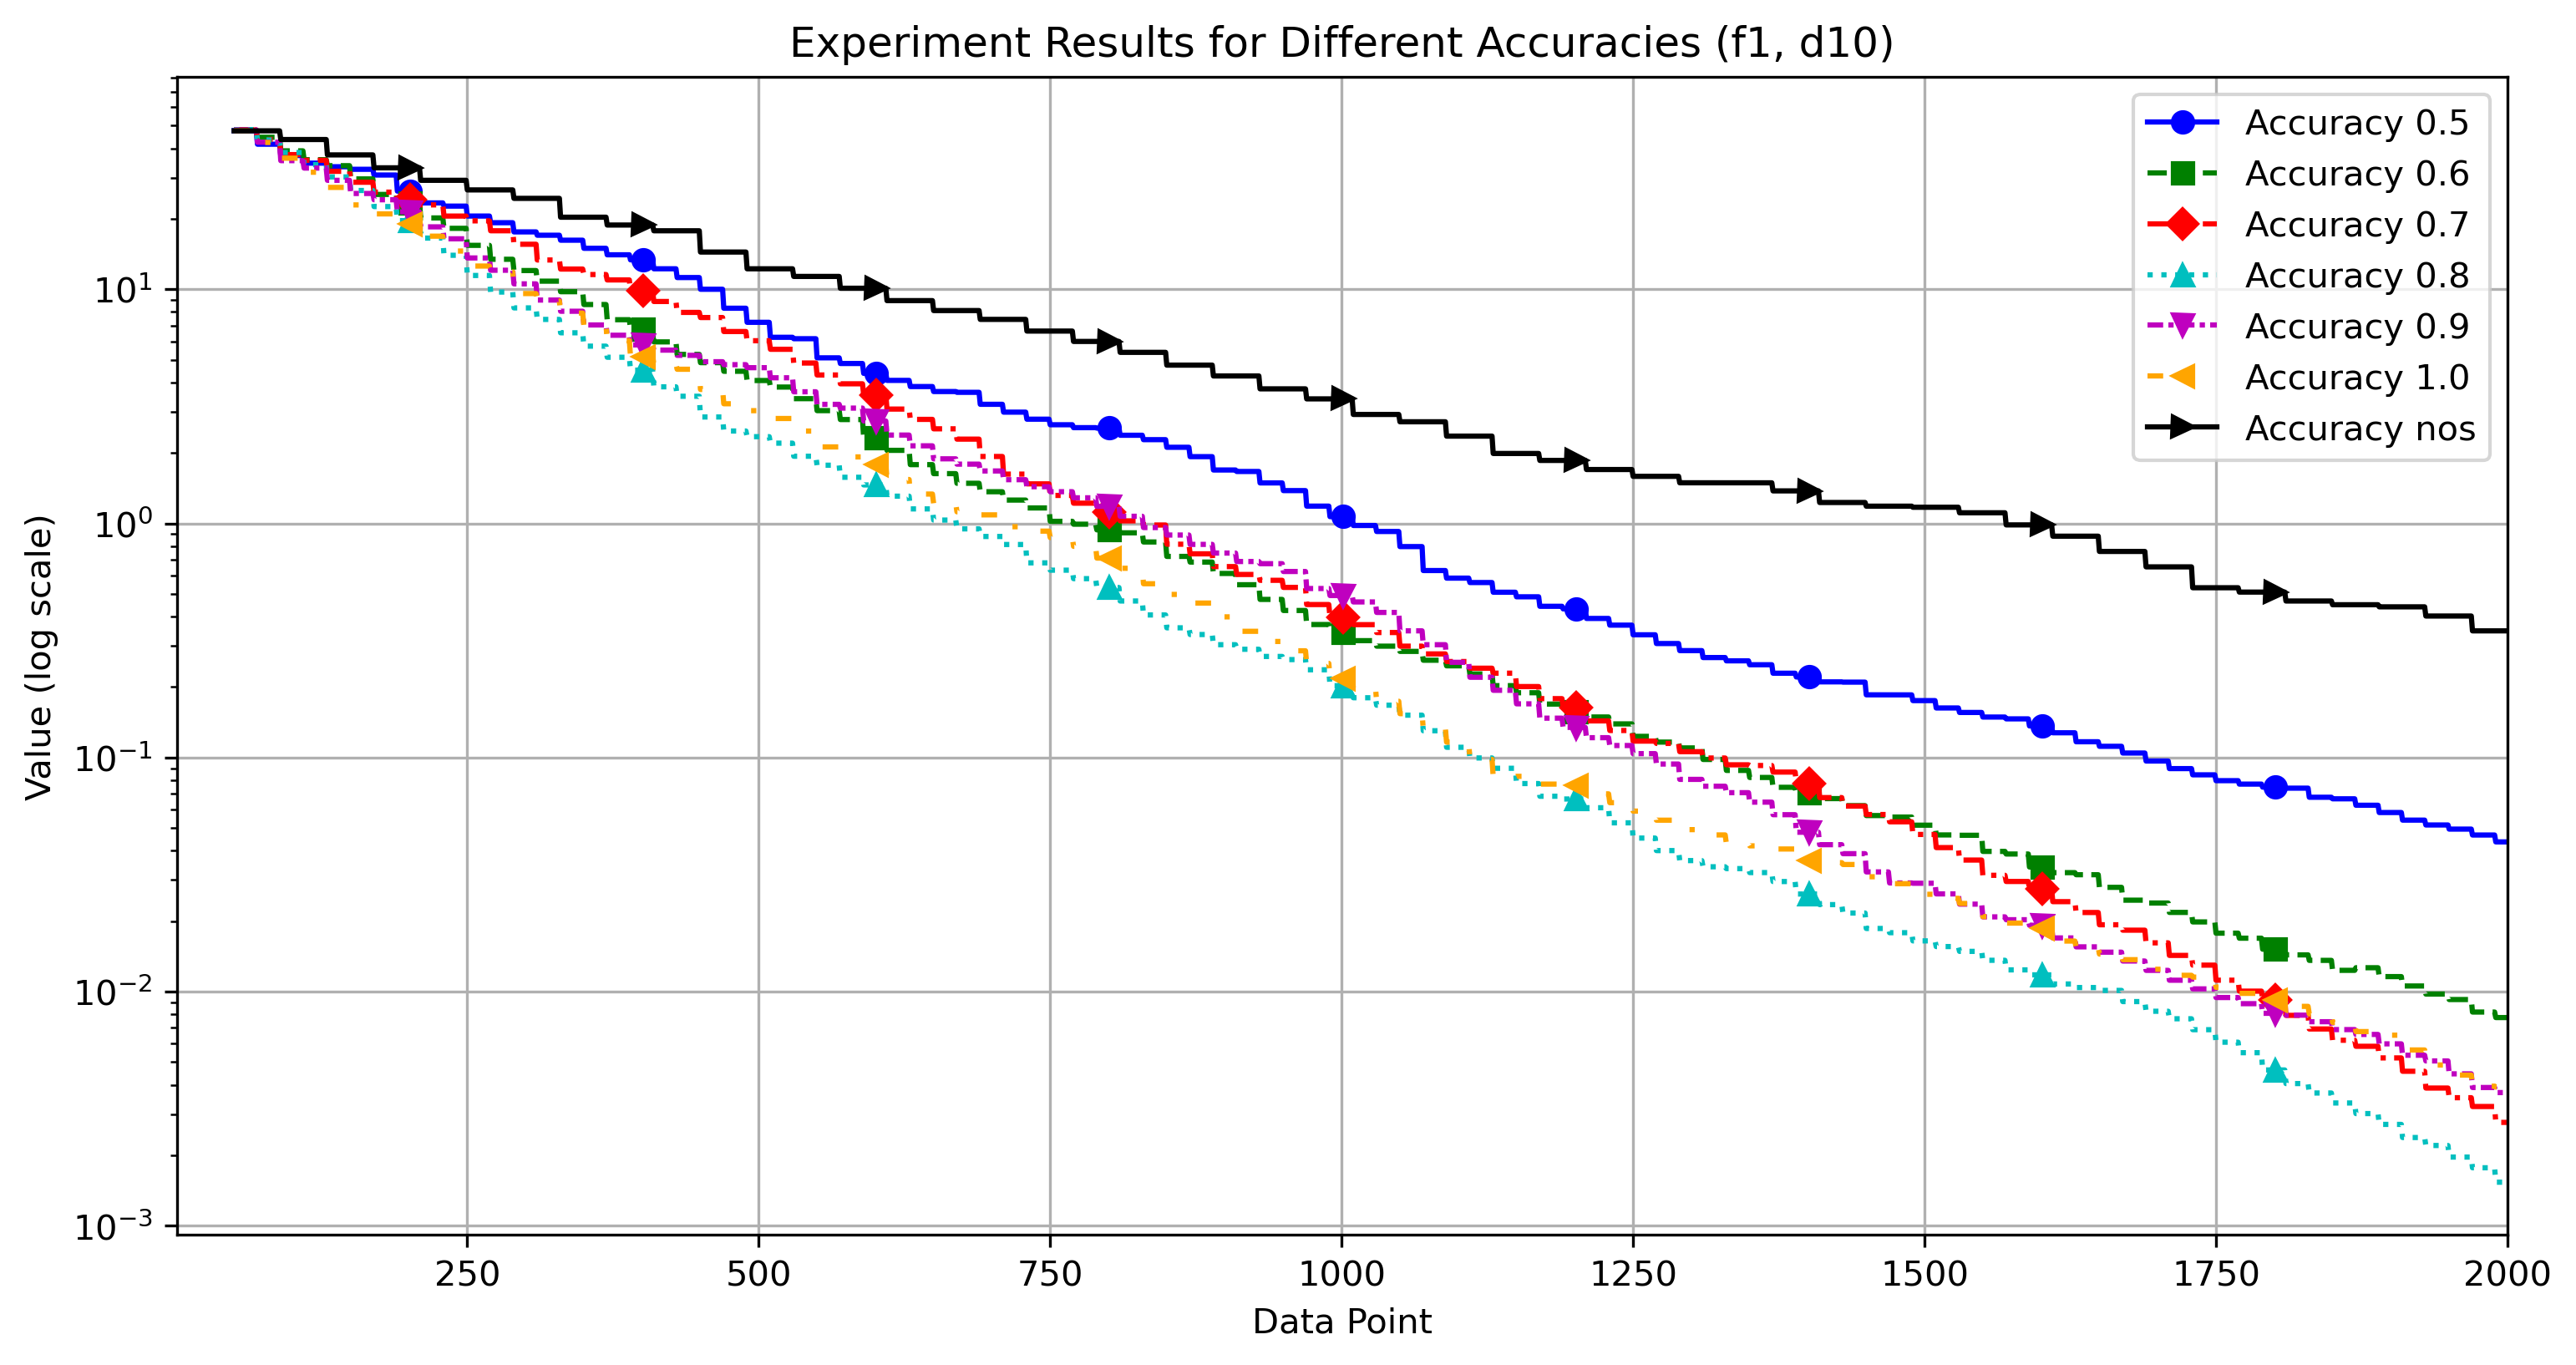 Experiment Results for Different Accuracies (f1, d10)
Accuracy 0.5
Accuracy 0.6
Accuracy 0.7
Accuracy 0.8
Accuracy 0.9
Accuracy 1.0
Accuracy nos
Value (log scale)
10¹
10⁰
10⁻¹
10⁻²
10⁻³
250 500 750 1000 1250 1500 1750 2000
Data Point